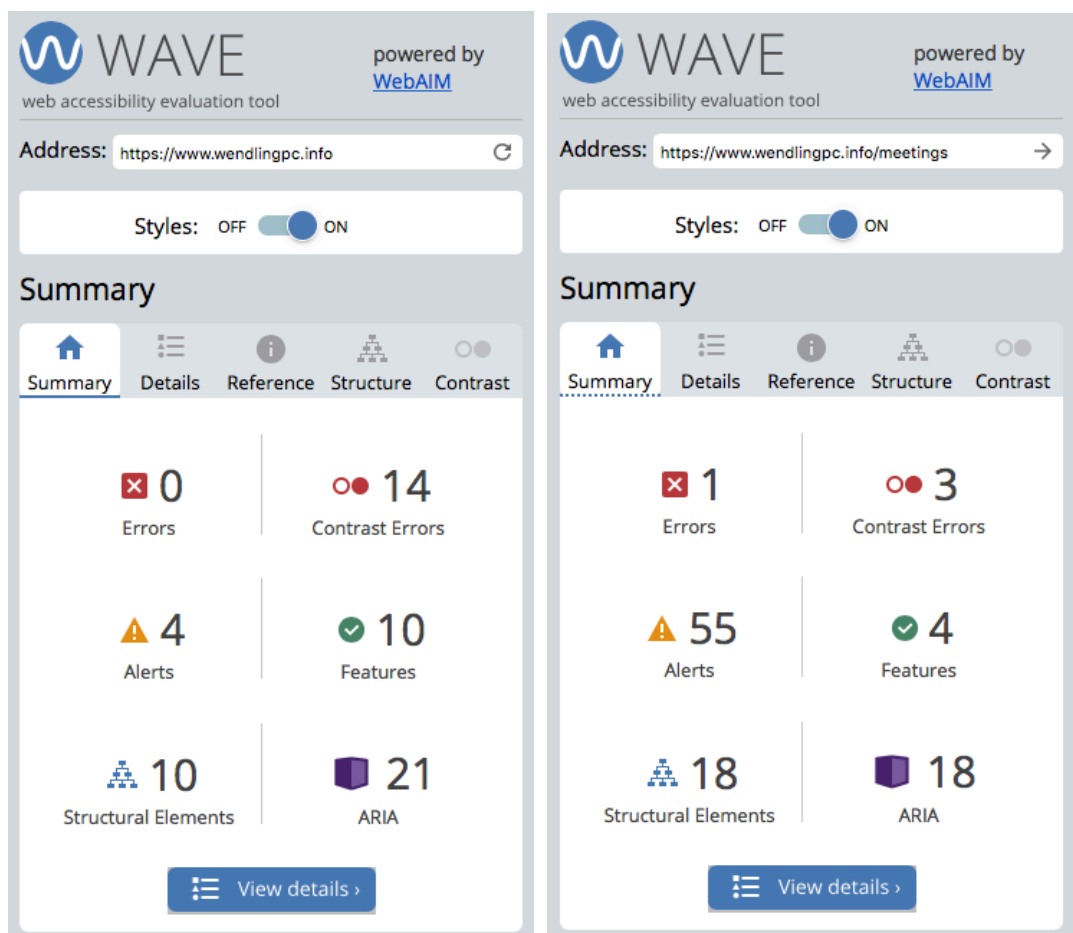 WAVE
powered by
WebAIM
web accessibility evaluation tool
Address: https://www.wendlingpc.info
Styles: OFF ON
Summary
Summary Details Reference Structure Contrast
0 14
Errors Contrast Errors
4 10
Alerts Features
10 21
Structural Elements ARIA
View details ›
WAVE
powered by
WebAIM
web accessibility evaluation tool
Address: https://www.wendlingpc.info/meetings
Styles: OFF ON
Summary
Summary Details Reference Structure Contrast
1 3
Errors Contrast Errors
55 4
Alerts Features
18 18
Structural Elements ARIA
View details ›